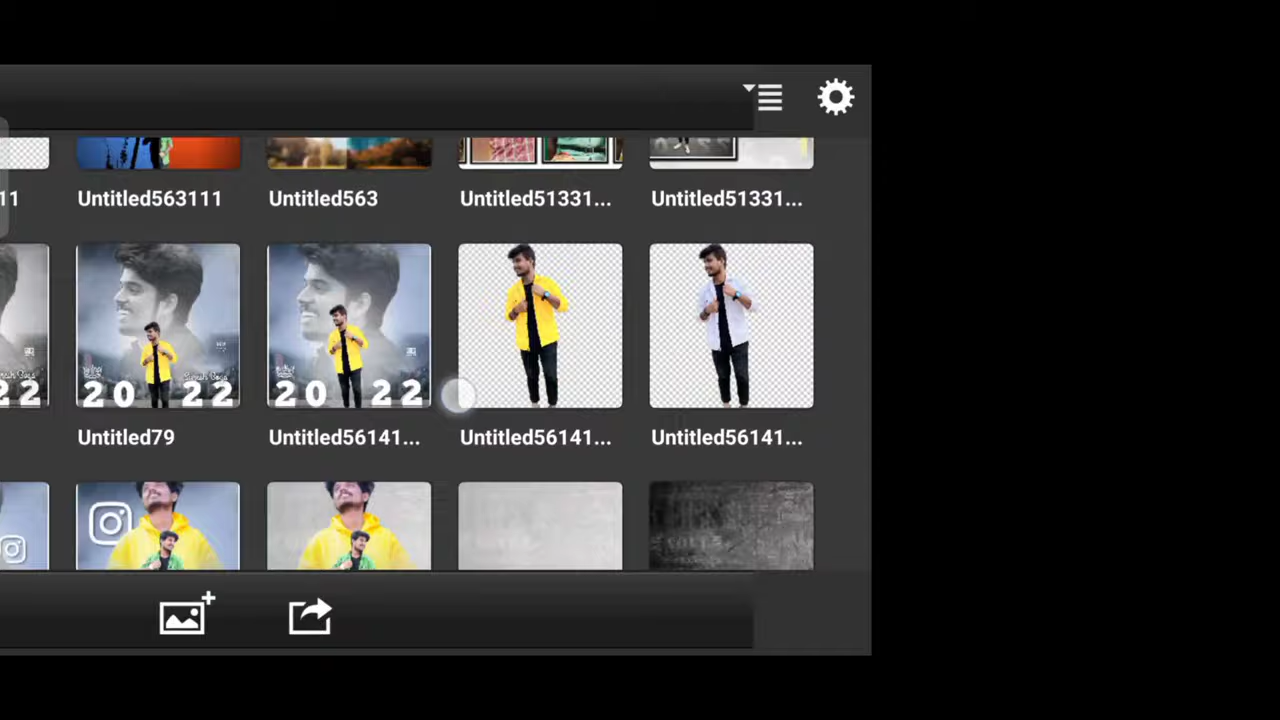 11 Untitled563111 Untitled563 Untitled51331... Untitled51331...
22 20 22 20 22
Untitled79 Untitled56141... Untitled56141... Untitled56141...